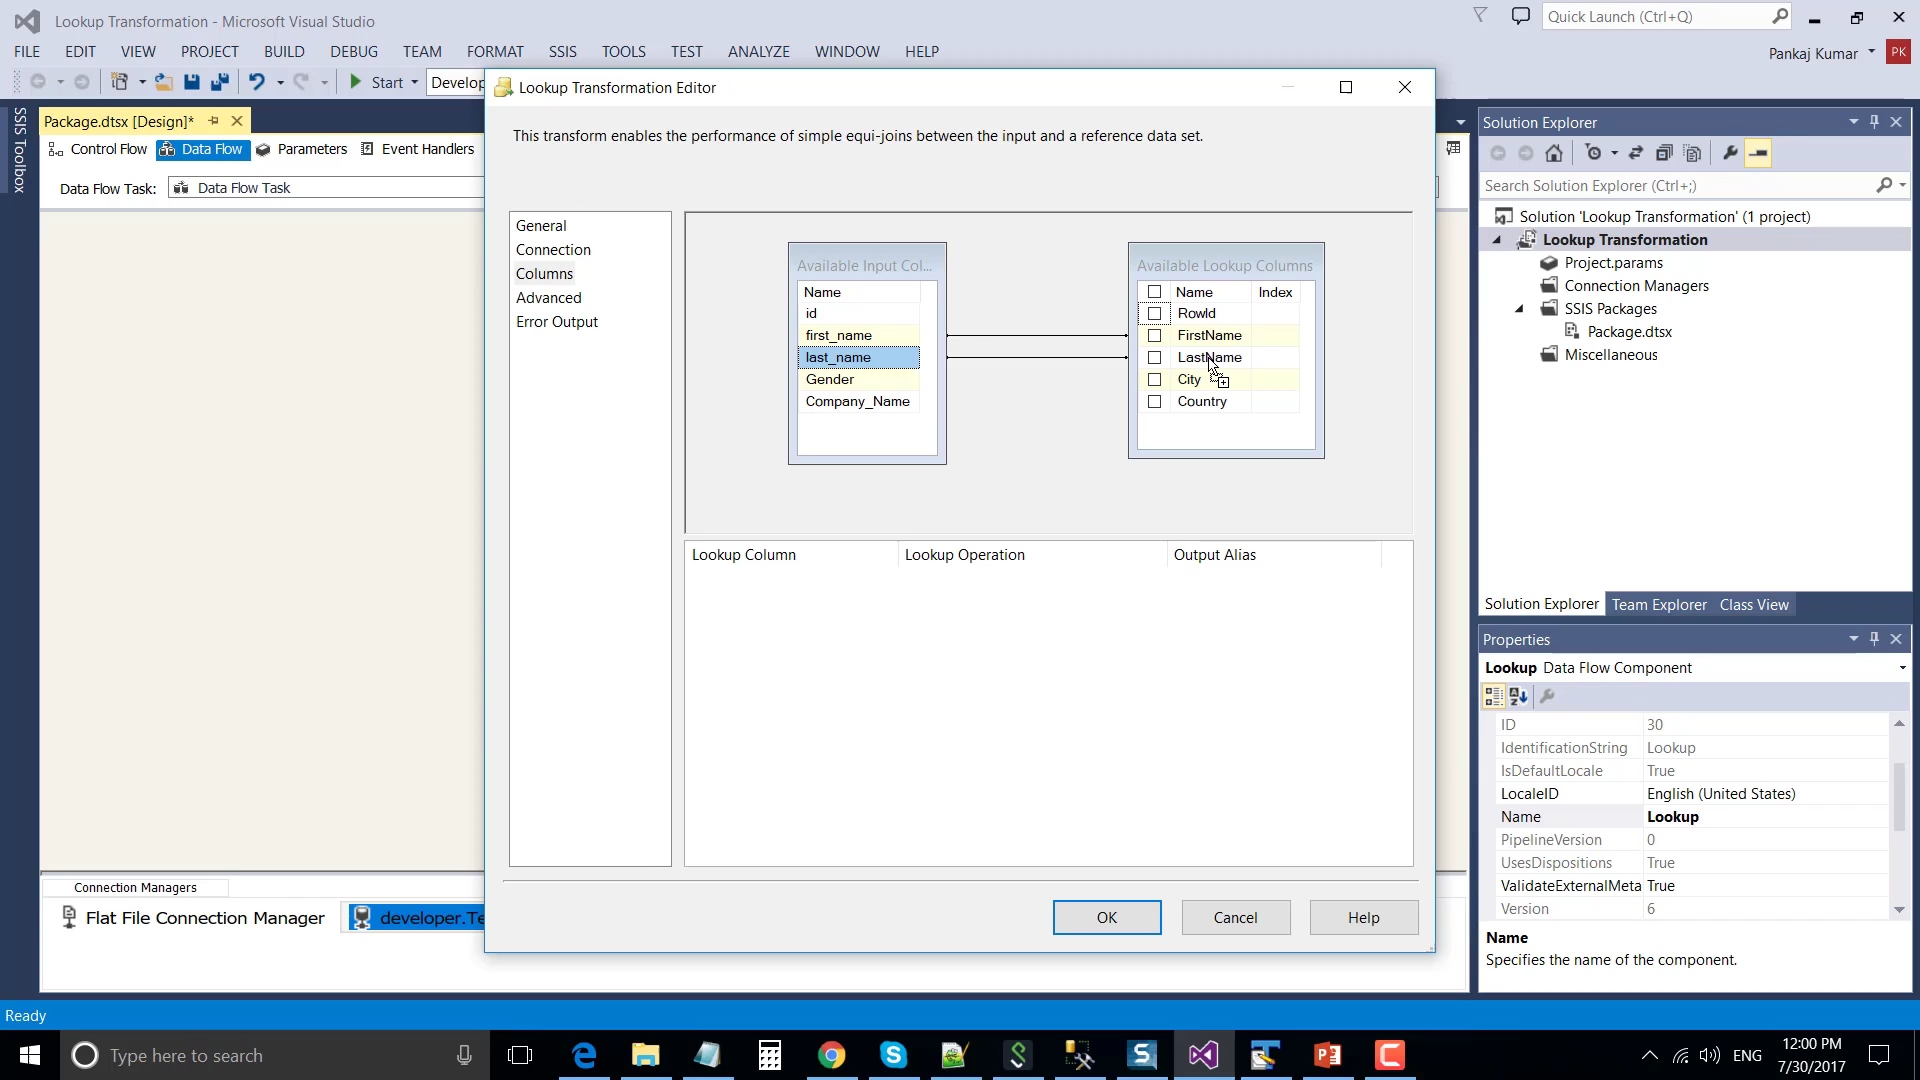 Lookup Transformation - Microsoft Visual Studio
Quick Launch (Ctrl+Q)
FILE EDIT VIEW PROJECT BUILD DEBUG TEAM FORMAT SSIS TOOLS TEST ANALYZE WINDOW HELP
Pankaj Kumar PK
Start Develop
SSIS Toolbox
Package.dtsx [Design]*
Control Flow Data Flow Parameters Event Handlers
Data Flow Task: Data Flow Task
Lookup Transformation Editor
This transform enables the performance of simple equi-joins between the input and a reference data set.
General
Connection
Columns
Advanced
Error Output
Available Input Col...
Name
id
first_name
last_name
Gender
Company_Name
Available Lookup Columns
Name Index
RowId
FirstName
LastName
City
Country
Lookup Column Lookup Operation Output Alias
OK Cancel Help
Connection Managers
Flat File Connection Manager developer.Te
Solution Explorer
Search Solution Explorer (Ctrl+;)
Solution 'Lookup Transformation' (1 project)
Lookup Transformation
Project.params
Connection Managers
SSIS Packages
Package.dtsx
Miscellaneous
Solution Explorer Team Explorer Class View
Properties
Lookup Data Flow Component
ID 30
IdentificationString Lookup
IsDefaultLocale True
LocaleID English (United States)
Name Lookup
PipelineVersion 0
UsesDispositions True
ValidateExternalMeta True
Version 6
Name
Specifies the name of the component.
Ready
Type here to search
ENG
12:00 PM
7/30/2017